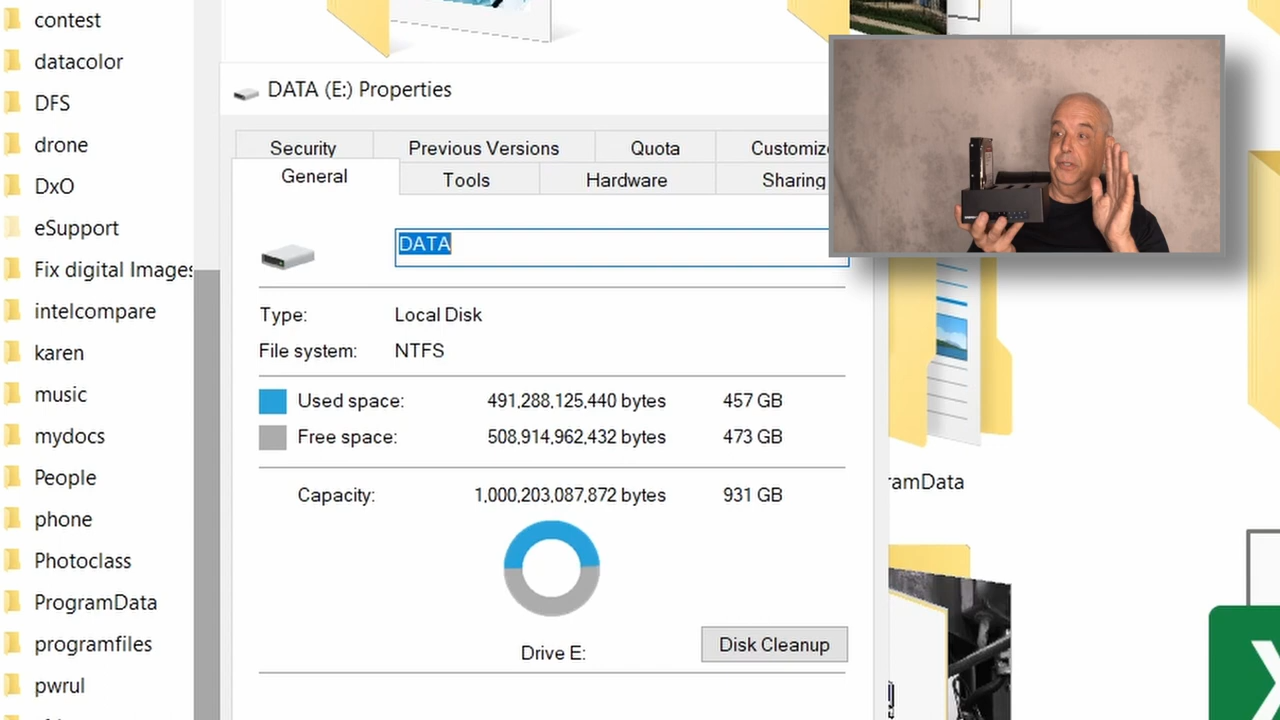 contest
datacolor
DFS
drone
DxO
eSupport
Fix digital Images
intelcompare
karen
music
mydocs
People
phone
Photoclass
ProgramData
programfiles
pwrul
DATA (E:) Properties
Security Previous Versions Quota Customize
General Tools Hardware Sharing
DATA
Type: Local Disk
File system: NTFS
Used space: 491,288,125,440 bytes 457 GB
Free space: 508,914,962,432 bytes 473 GB
Capacity: 1,000,203,087,872 bytes 931 GB
Drive E:
Disk Cleanup
ramData